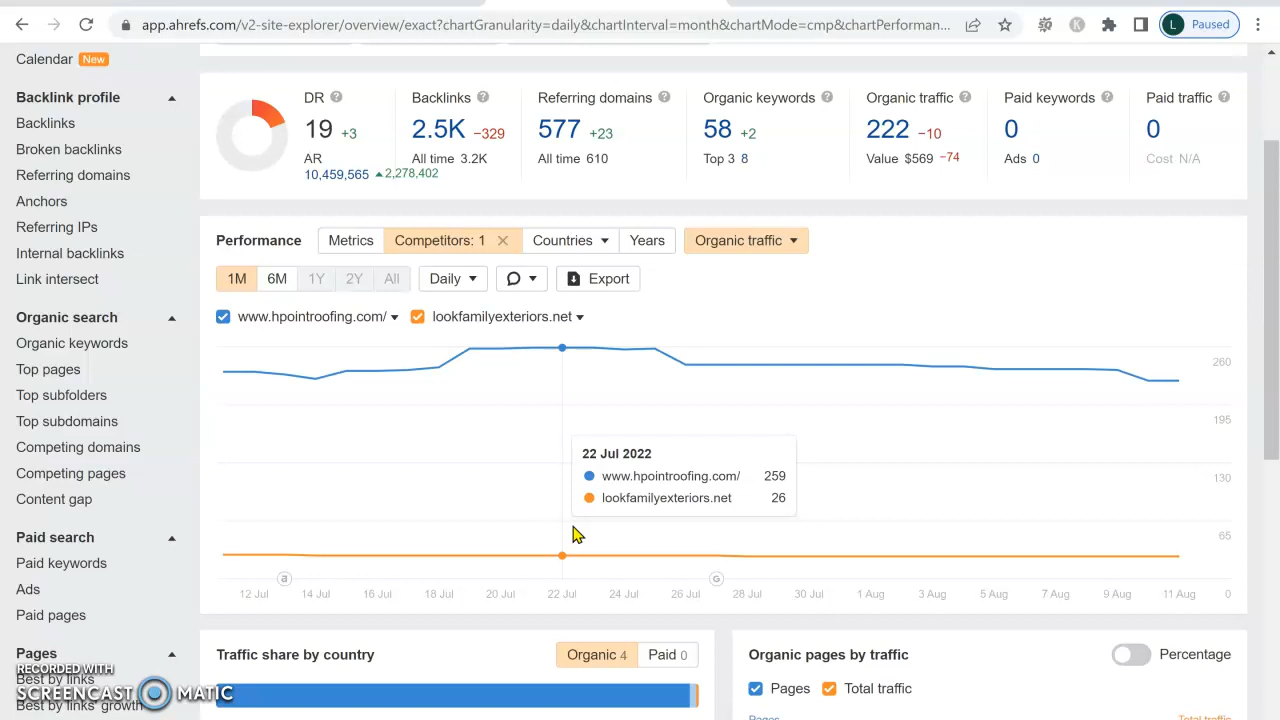 app.ahrefs.com/v2-site-explorer/overview/exact?chartGranularity=daily&chartInterval=month&chartMode=cmp&chartPerforman...
L Paused
Calendar New
Backlink profile
Backlinks
Broken backlinks
Referring domains
Anchors
Referring IPs
Internal backlinks
Link intersect
Organic search
Organic keywords
Top pages
Top subfolders
Top subdomains
Competing domains
Competing pages
Content gap
Paid search
Paid keywords
Ads
Paid pages
Pages
Best by links
Best by links' growth
RECORDED WITH
SCREENCAST MATIC
DR ? Backlinks ? Referring domains ? Organic keywords ? Organic traffic ? Paid keywords ? Paid traffic ?
19 +3 2.5K −329 577 +23 58 +2 222 −10 0 0
AR All time 3.2K All time 610 Top 3 8 Value $569 −74 Ads 0 Cost N/A
10,459,565 ▲2,278,402
Performance Metrics Competitors: 1 × Countries Years Organic traffic
1M 6M 1Y 2Y All Daily Export
www.hpointroofing.com/ lookfamilyexteriors.net
260
195
130
65
22 Jul 2022
www.hpointroofing.com/ 259
lookfamilyexteriors.net 26
a G
12 Jul 14 Jul 16 Jul 18 Jul 20 Jul 22 Jul 24 Jul 26 Jul 28 Jul 30 Jul 1 Aug 3 Aug 5 Aug 7 Aug 9 Aug 11 Aug 0
Traffic share by country Organic 4 Paid 0
Organic pages by traffic Percentage
Pages Total traffic
Pages Total traffic